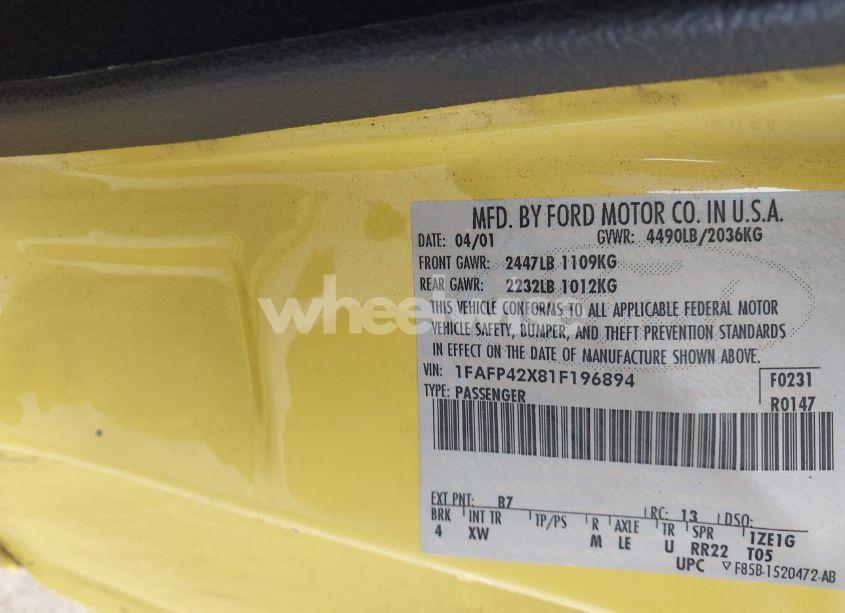 MFD. BY FORD MOTOR CO. IN U.S.A.
DATE: 04/01 GVWR: 4490LB/2036KG
FRONT GAWR: 2447LB 1109KG
REAR GAWR: 2232LB 1012KG
THIS VEHICLE CONFORMS TO ALL APPLICABLE FEDERAL MOTOR
VEHICLE SAFETY, BUMPER, AND THEFT PREVENTION STANDARDS
IN EFFECT ON THE DATE OF MANUFACTURE SHOWN ABOVE.
VIN: 1FAFP42X81F196894 F0231
TYPE: PASSENGER R0147
EXT PNT: B7 RC: 13 DSO:
BRK INT TR TP/PS R AXLE TR SPR 1ZE1G
4 XW M LE U RR22 T05
UPC ▽F85B-1520472-AB